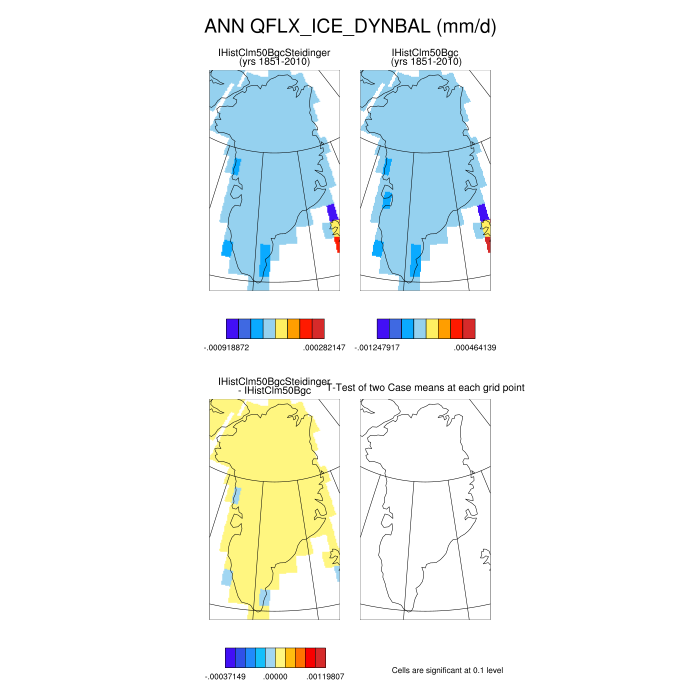 ANN QFLX_ICE_DYNBAL (mm/d)
IHistClm50BgcSteidinger
(yrs 1851-2010)
IHistClm50Bgc
(yrs 1851-2010)
-.000918872 .000282147
-.001247917 .000464139
IHistClm50BgcSteidinger
- IHistClm50Bgc
T-Test of two Case means at each grid point
-.00037149 .00000 .00119807
Cells are significant at 0.1 level